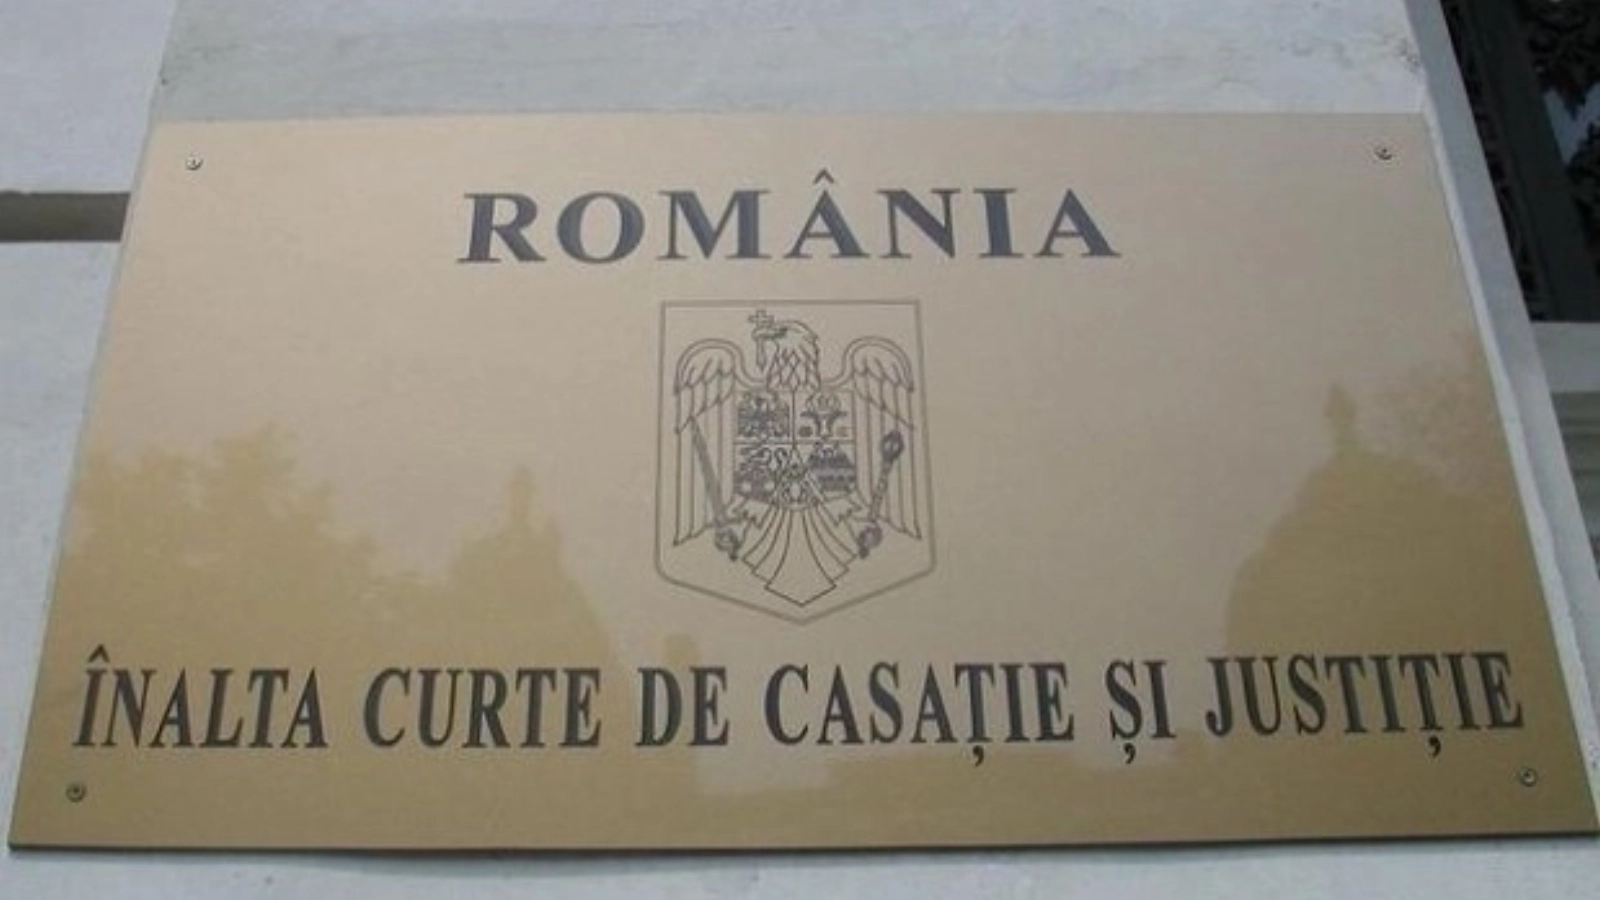 ROMÂNIA
ÎNALTA CURTE DE CASAȚIE ȘI JUSTIȚIE